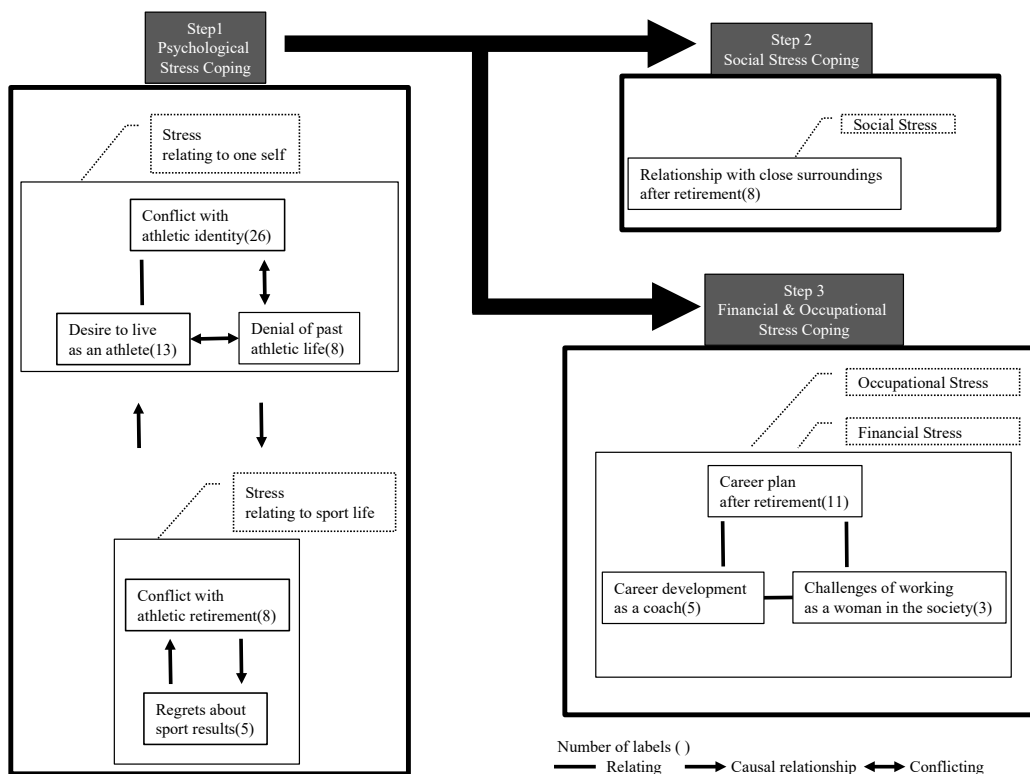 Step1
Psychological
Stress Coping
Stress
relating to one self
Conflict with
athletic identity(26)
Desire to live
as an athlete(13)
Denial of past
athletic life(8)
Stress
relating to sport life
Conflict with
athletic retirement(8)
Regrets about
sport results(5)
Step 2
Social Stress Coping
Social Stress
Relationship with close surroundings
after retirement(8)
Step 3
Financial & Occupational
Stress Coping
Occupational Stress
Financial Stress
Career plan
after retirement(11)
Career development
as a coach(5)
Challenges of working
as a woman in the society(3)
Number of labels ( )
Relating
Causal relationship
Conflicting